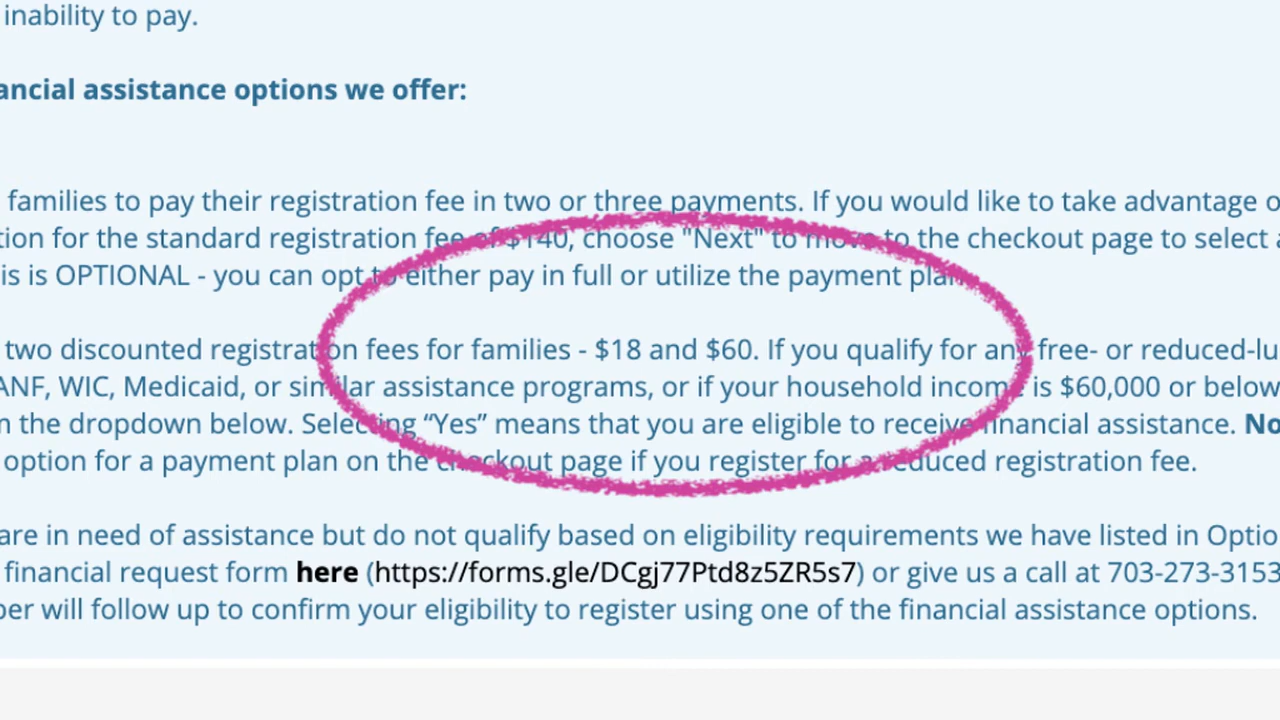 inability to pay.
ancial assistance options we offer:
families to pay their registration fee in two or three payments. If you would like to take advantage o
tion for the standard registration fee of $140, choose "Next" to move to the checkout page to select a
is is OPTIONAL - you can opt to either pay in full or utilize the payment plan
two discounted registration fees for families - $18 and $60. If you qualify for any free- or reduced-lu
ANF, WIC, Medicaid, or similar assistance programs, or if your household income is $60,000 or below
n the dropdown below. Selecting “Yes” means that you are eligible to receive financial assistance. No
option for a payment plan on the checkout page if you register for a reduced registration fee.
are in need of assistance but do not qualify based on eligibility requirements we have listed in Optio
financial request form here (https://forms.gle/DCgj77Ptd8z5ZR5s7) or give us a call at 703-273-3153
ber will follow up to confirm your eligibility to register using one of the financial assistance options.